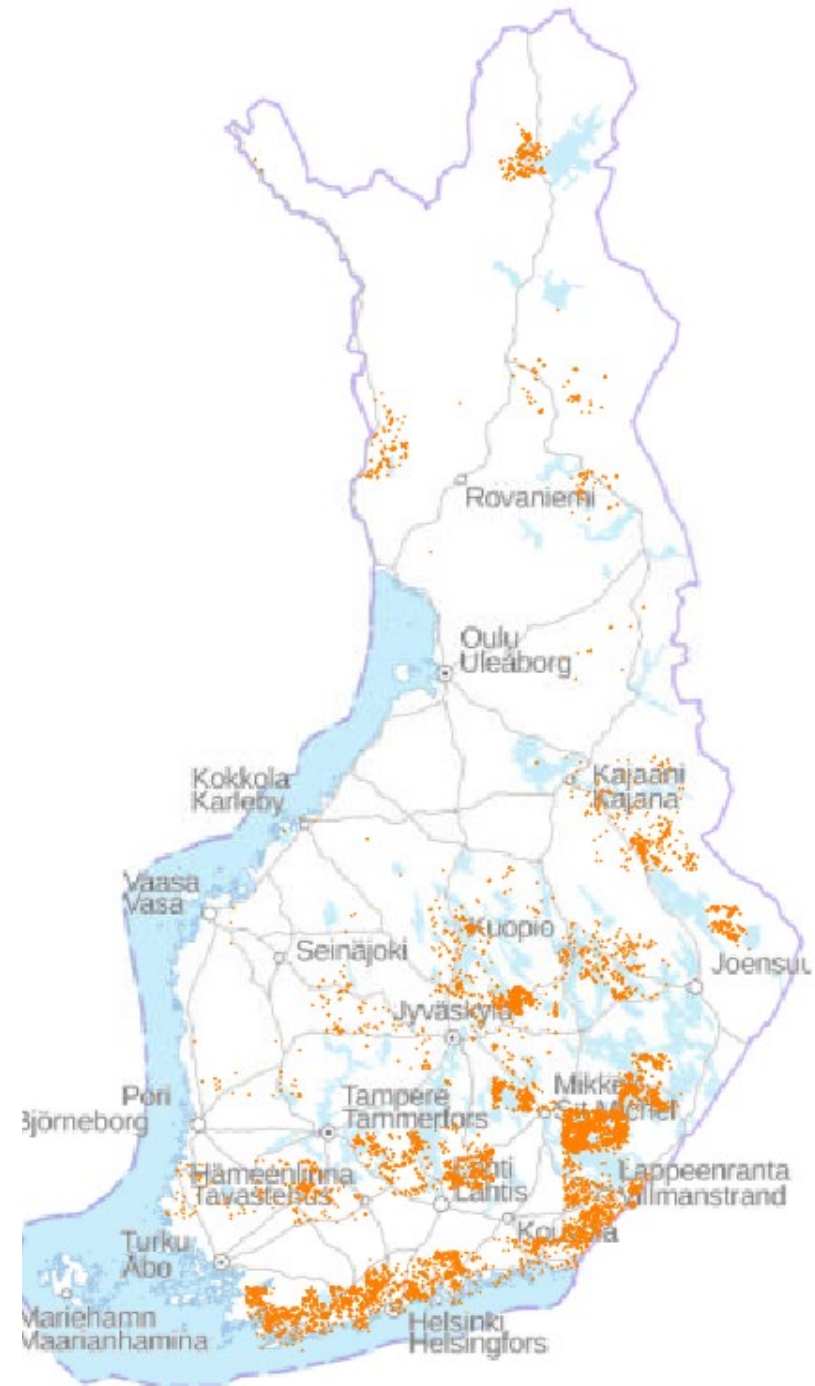 Rovaniemi
Oulu
Uleåborg
Kokkola
Karleby
Kajaani
Kajana
Vaasa
Vasa
Kuopio
Seinäjoki
Joensuu
Jyväskylä
Pori
Björneborg
Tampere
Tammerfors
Mikkeli
S:t Michel
Hämeenlinna
Tavastehus
Lahti
Lahtis
Lappeenranta
Kouvola
Turku
Åbo
Mariehamn
Maarianhamina
Helsinki
Helsingfors